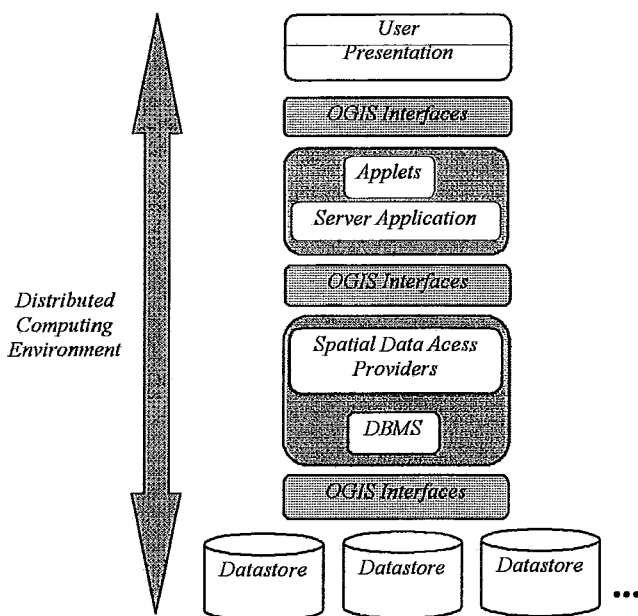 User
Presentation
OGIS Interfaces
Applets
Server Application
OGIS Interfaces
Distributed
Computing
Environment
Spatial Data Acess
Providers
DBMS
OGIS Interfaces
Datastore
Datastore
Datastore
...